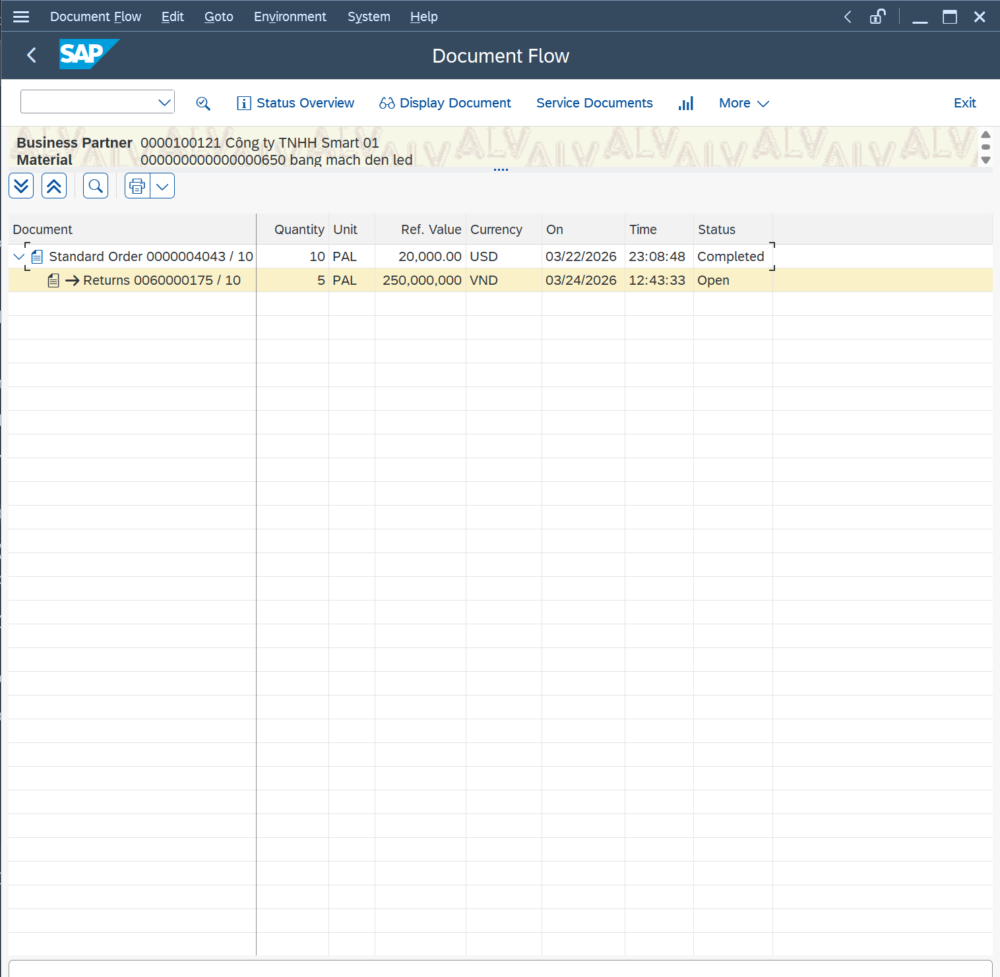 Document Flow Edit Goto Environment System Help
SAP Document Flow
Status Overview Display Document Service Documents More Exit
Business Partner 0000100121 Công ty TNHH Smart 01
Material 000000000000000650 bang mach den led
Document Quantity Unit Ref. Value Currency On Time Status
Standard Order 0000004043 / 10 10 PAL 20,000.00 USD 03/22/2026 23:08:48 Completed
Returns 0060000175 / 10 5 PAL 250,000,000 VND 03/24/2026 12:43:33 Open